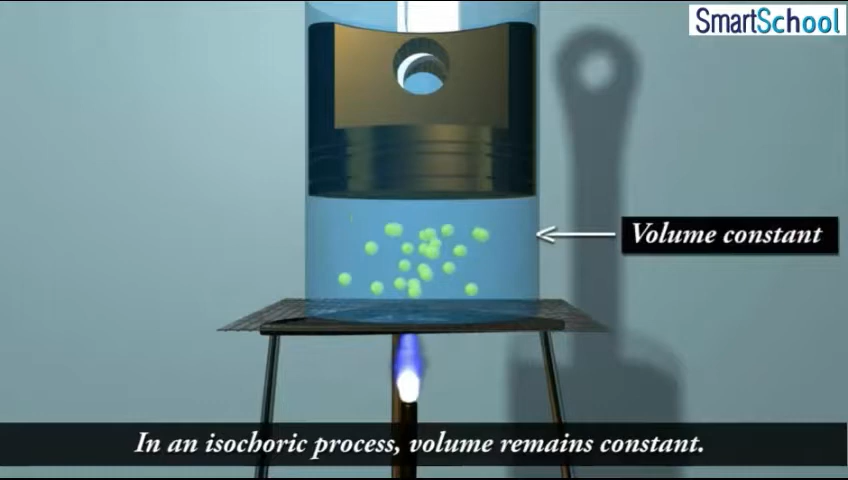 SmartSchool
Volume constant
In an isochoric process, volume remains constant.